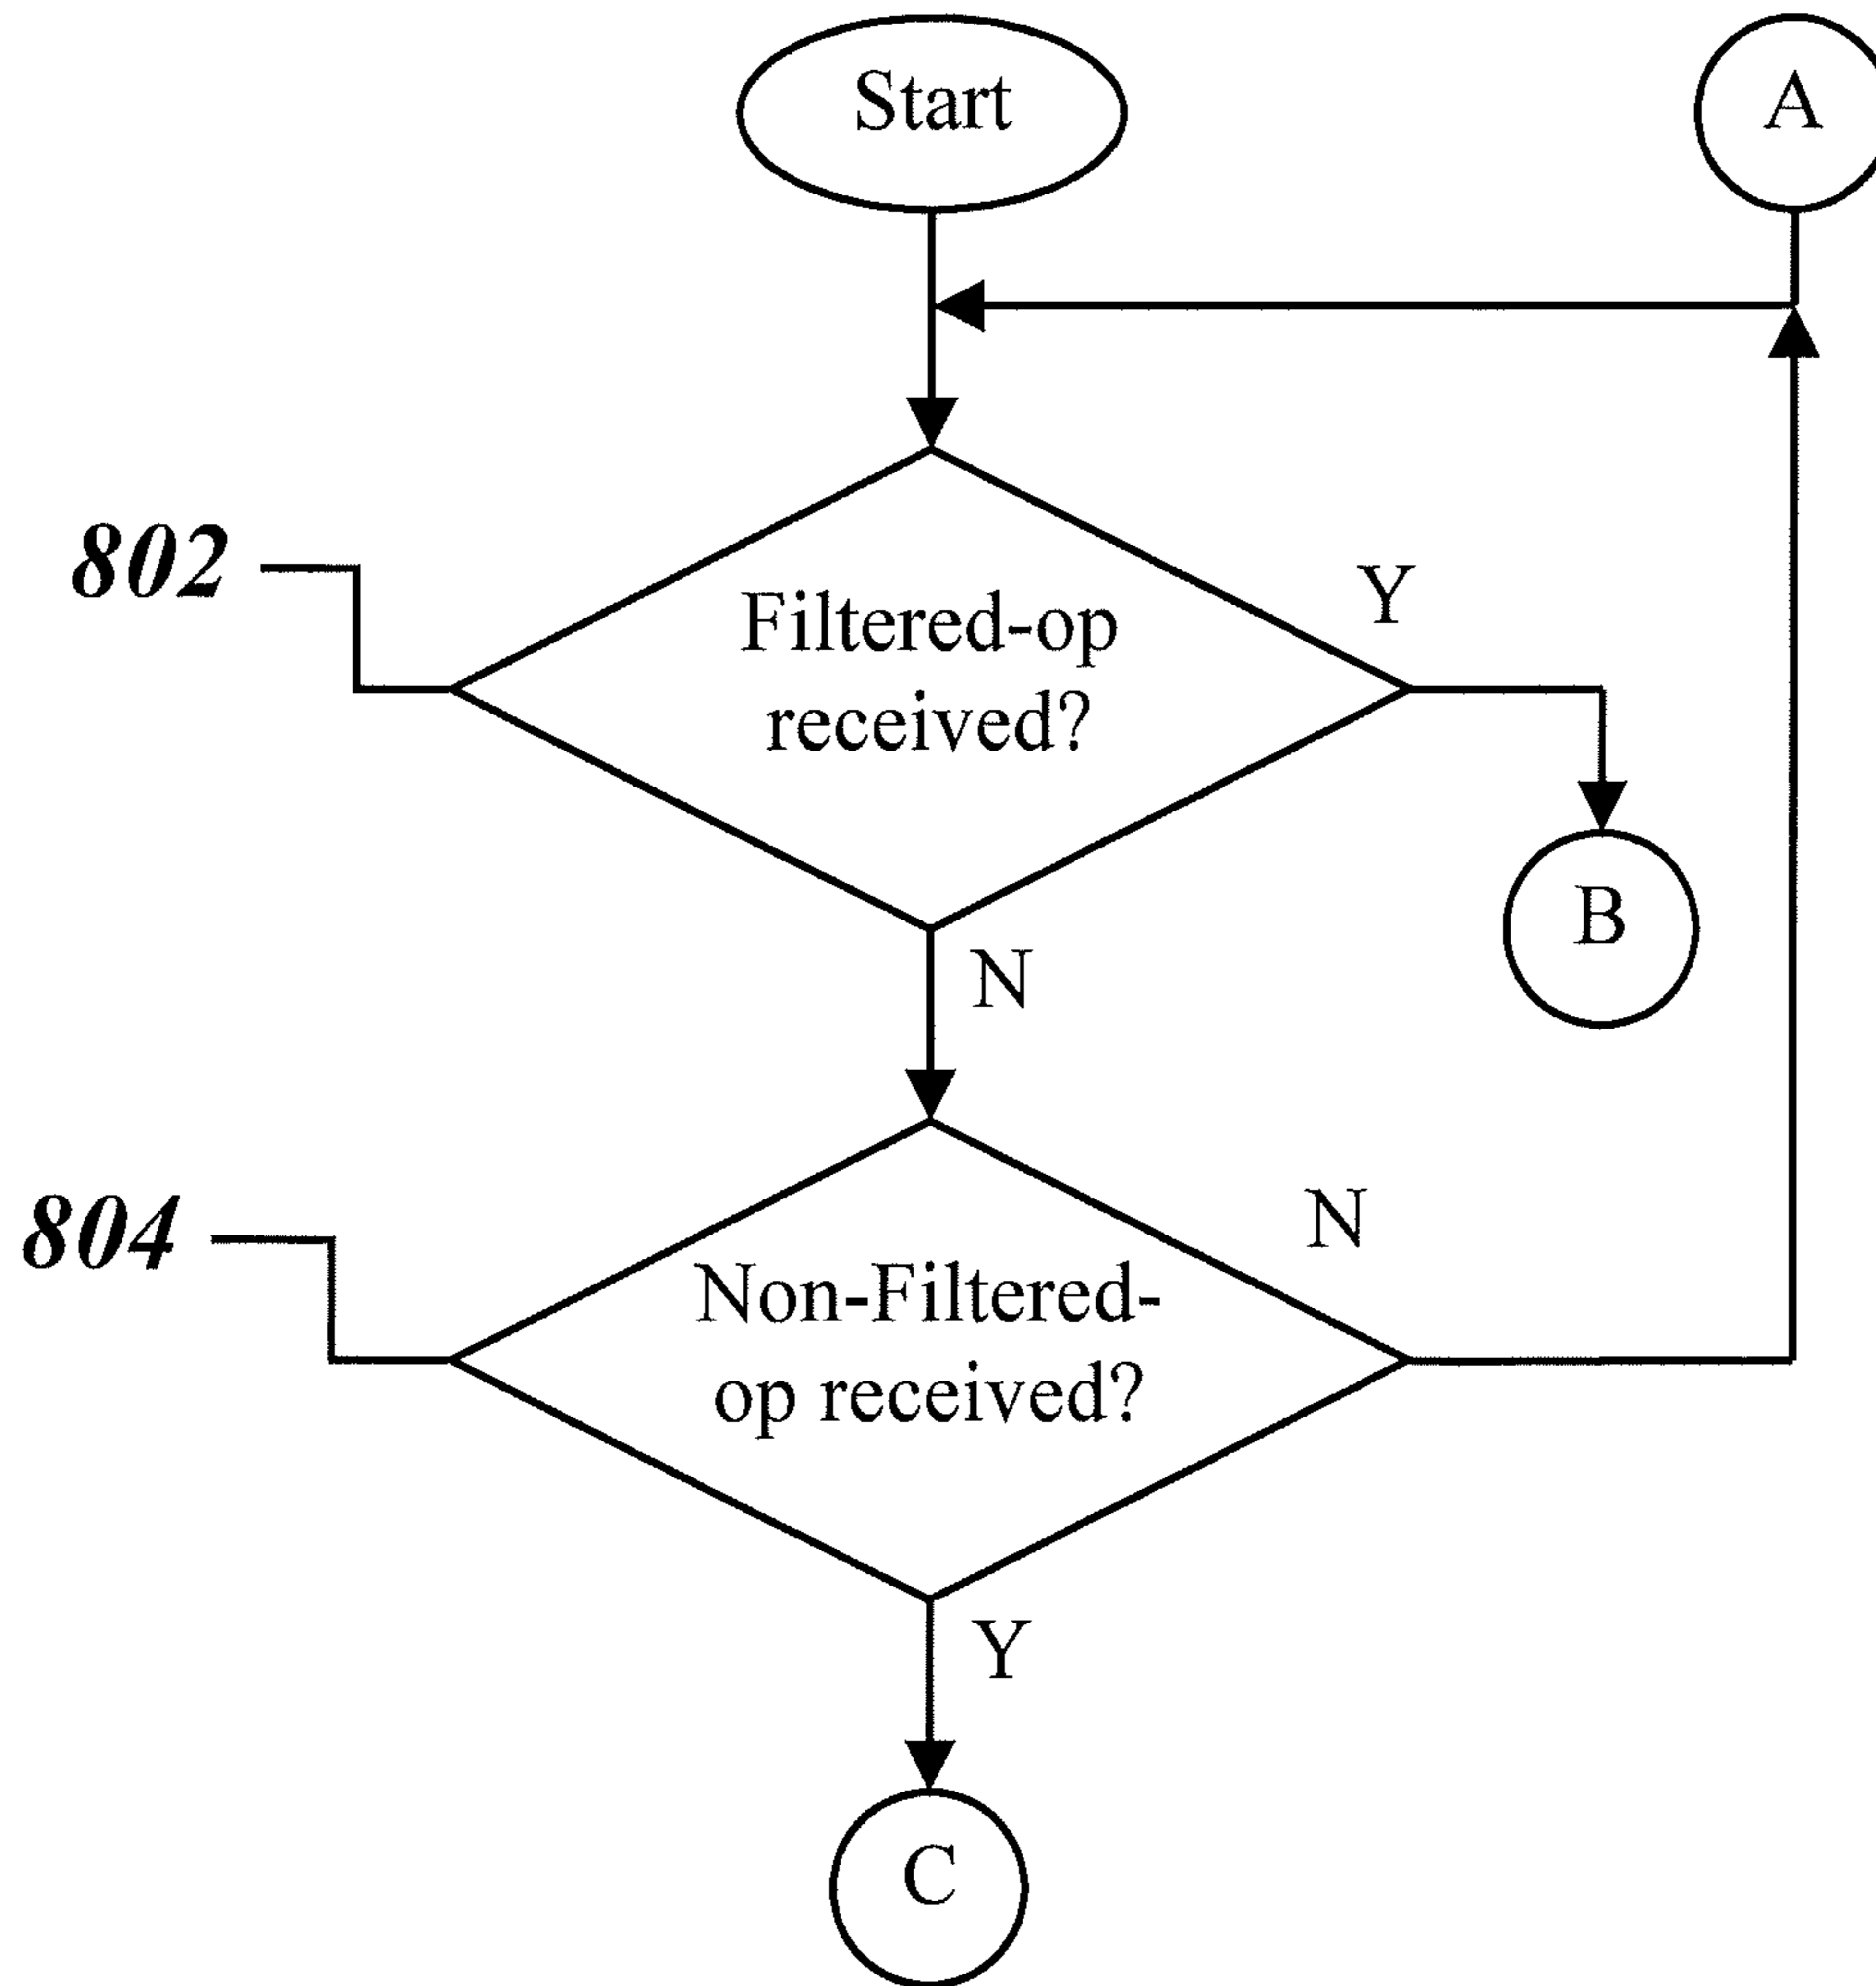 Start
A
802
Filtered-op
received?
Y
B
N
804
Non-Filtered-
op received?
N
Y
C